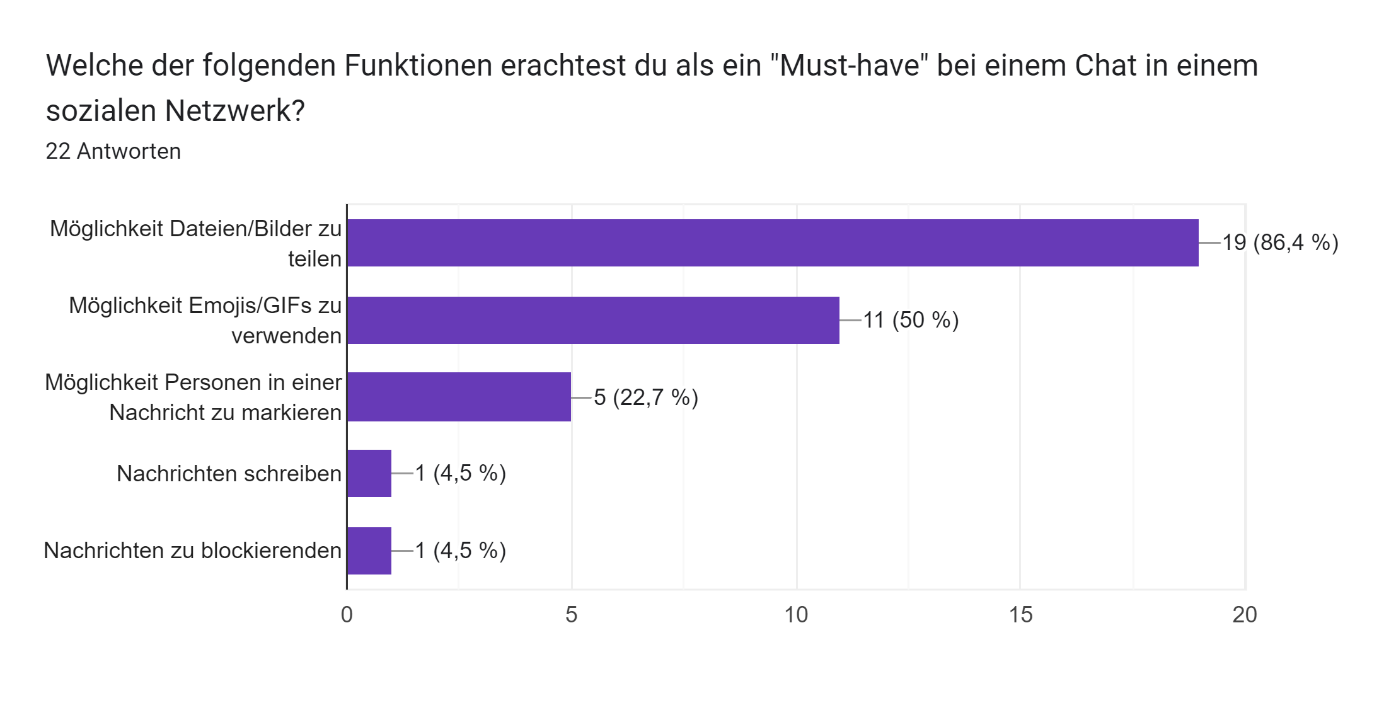 Welche der folgenden Funktionen erachtest du als ein "Must-have" bei einem Chat in einem
sozialen Netzwerk?
22 Antworten
Möglichkeit Dateien/Bilder zu
teilen
19 (86,4 %)
Möglichkeit Emojis/GIFs zu
verwenden
11 (50 %)
Möglichkeit Personen in einer
Nachricht zu markieren
5 (22,7 %)
Nachrichten schreiben
1 (4,5 %)
Nachrichten zu blockierenden
1 (4,5 %)
0 5 10 15 20